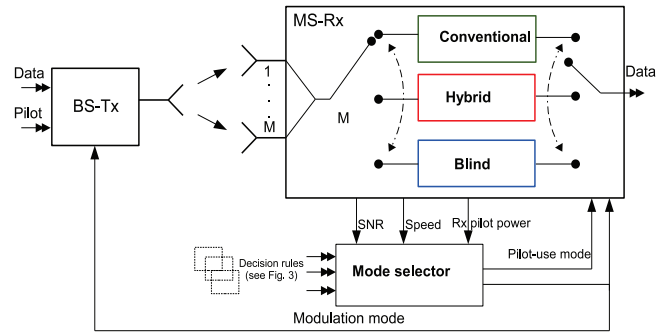 MS-Rx
Conventional
Data
Pilot
BS-Tx
1
.
.
.
M
M
Hybrid
Data
Blind
SNR
Speed
Rx pilot power
Decision rules
(see Fig. 3)
Mode selector
Pilot-use mode
Modulation mode